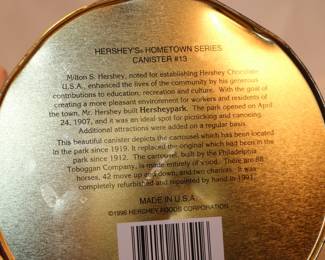 HERSHEY'S® HOMETOWN SERIES
CANISTER #13
Milton S. Hershey, noted for establishing Hershey Chocolate
U.S.A., enhanced the lives of the community by his generous
contributions to education, recreation and culture. With the goal of
creating a more pleasant environment for workers and residents of
the town, Mr. Hershey built Hersheypark. The park opened on April
24, 1907, and it was an ideal spot for picnicking and canoeing.
Additional attractions were added on a regular basis.
This beautiful canister depicts the carousel which has been located
in the park since 1919. It replaced the original which had been in the
park since 1912. The carousel, built by the Philadelphia
Toboggan Company, is made entirely of wood. There are 88
horses, 42 move up and down, and two chariots. It was
completely refurbished and repainted by hand in 1991.
MADE IN U.S.A.
©1998 HERSHEY FOODS CORPORATION